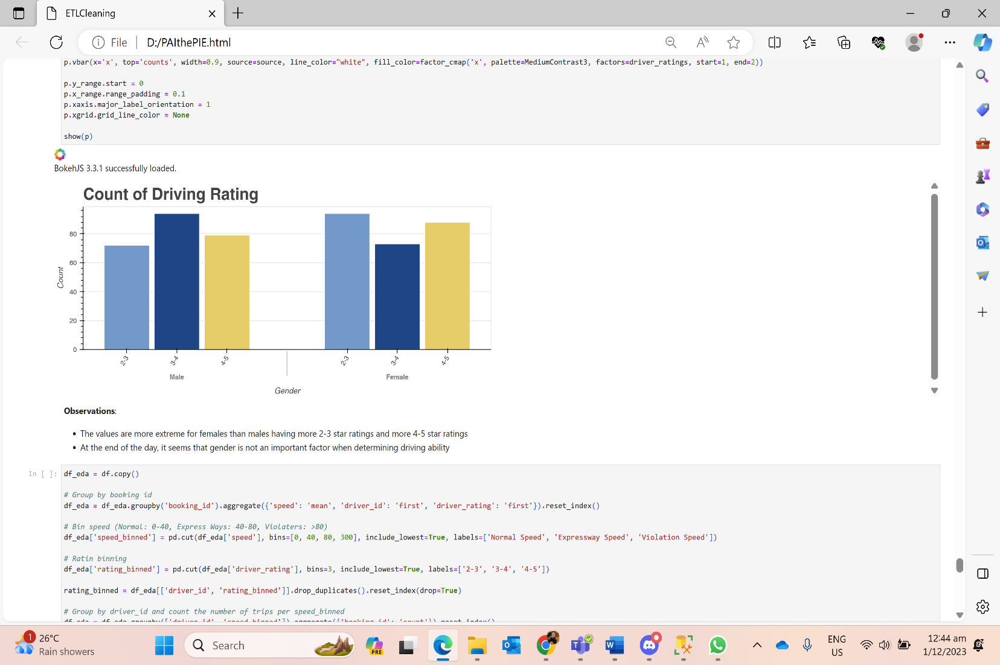 ETLCleaning
File
D:/PAIthePIE.html
p.vbar(x='x', top='counts', width=0.9, source=source, line_color="white", fill_color=factor_cmap('x', palette=MediumContrast3, factors=driver_ratings, start=1, end=2))
p.y_range.start = 0
p.x_range.range_padding = 0.1
p.xaxis.major_label_orientation = 1
p.xgrid.grid_line_color = None
show(p)
BokehJS 3.3.1 successfully loaded.
Count of Driving Rating
80
60
40
20
0
Count
2-3
3-4
4-5
2-3
3-4
4-5
Male
Female
Gender
Observations:
• The values are more extreme for females than males having more 2-3 star ratings and more 4-5 star ratings
• At the end of the day, it seems that gender is not an important factor when determining driving ability
In [ ]:
df_eda = df.copy()
# Group by booking id
df_eda = df_eda.groupby('booking_id').aggregate({'speed': 'mean', 'driver_id': 'first', 'driver_rating': 'first'}).reset_index()
# Bin speed (Normal: 0-40, Express Ways: 40-80, Violaters: >80)
df_eda['speed_binned'] = pd.cut(df_eda['speed'], bins=[0, 40, 80, 300], include_lowest=True, labels=['Normal Speed', 'Expressway Speed', 'Violation Speed'])
# Ratin binning
df_eda['rating_binned'] = pd.cut(df_eda['driver_rating'], bins=3, include_lowest=True, labels=['2-3', '3-4', '4-5'])
rating_binned = df_eda[['driver_id', 'rating_binned']].drop_duplicates().reset_index(drop=True)
# Group by driver_id and count the number of trips per speed_binned
df_eda = df_eda.groupby(['driver_id', 'speed_binned']).aggregate({'booking_id': 'count'}).reset_index()
1
26°C
Rain showers
Search
PRE
ENG
US
12:44 am
1/12/2023